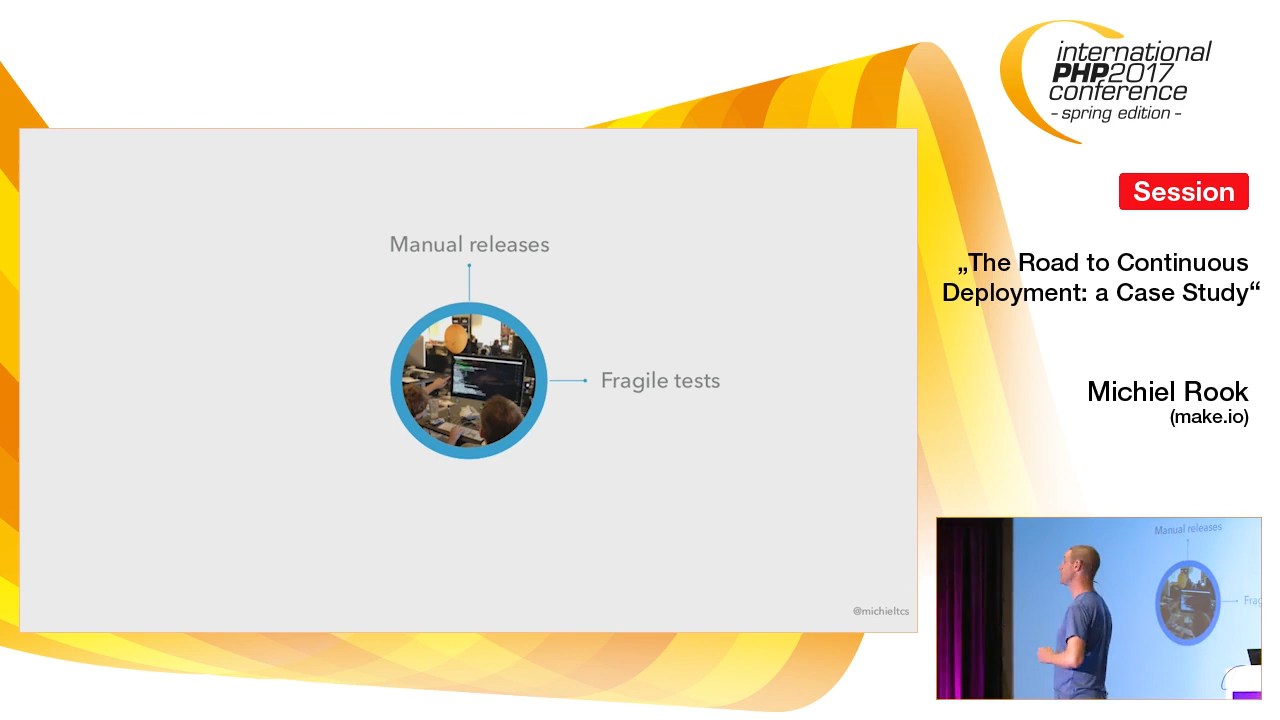 international
PHP2017
conference
- spring edition -
Session
„The Road to Continuous
Deployment: a Case Study“
Michiel Rook
(make.io)
Manual releases
Fragile tests
@michieltcs
Manual releases
Frag